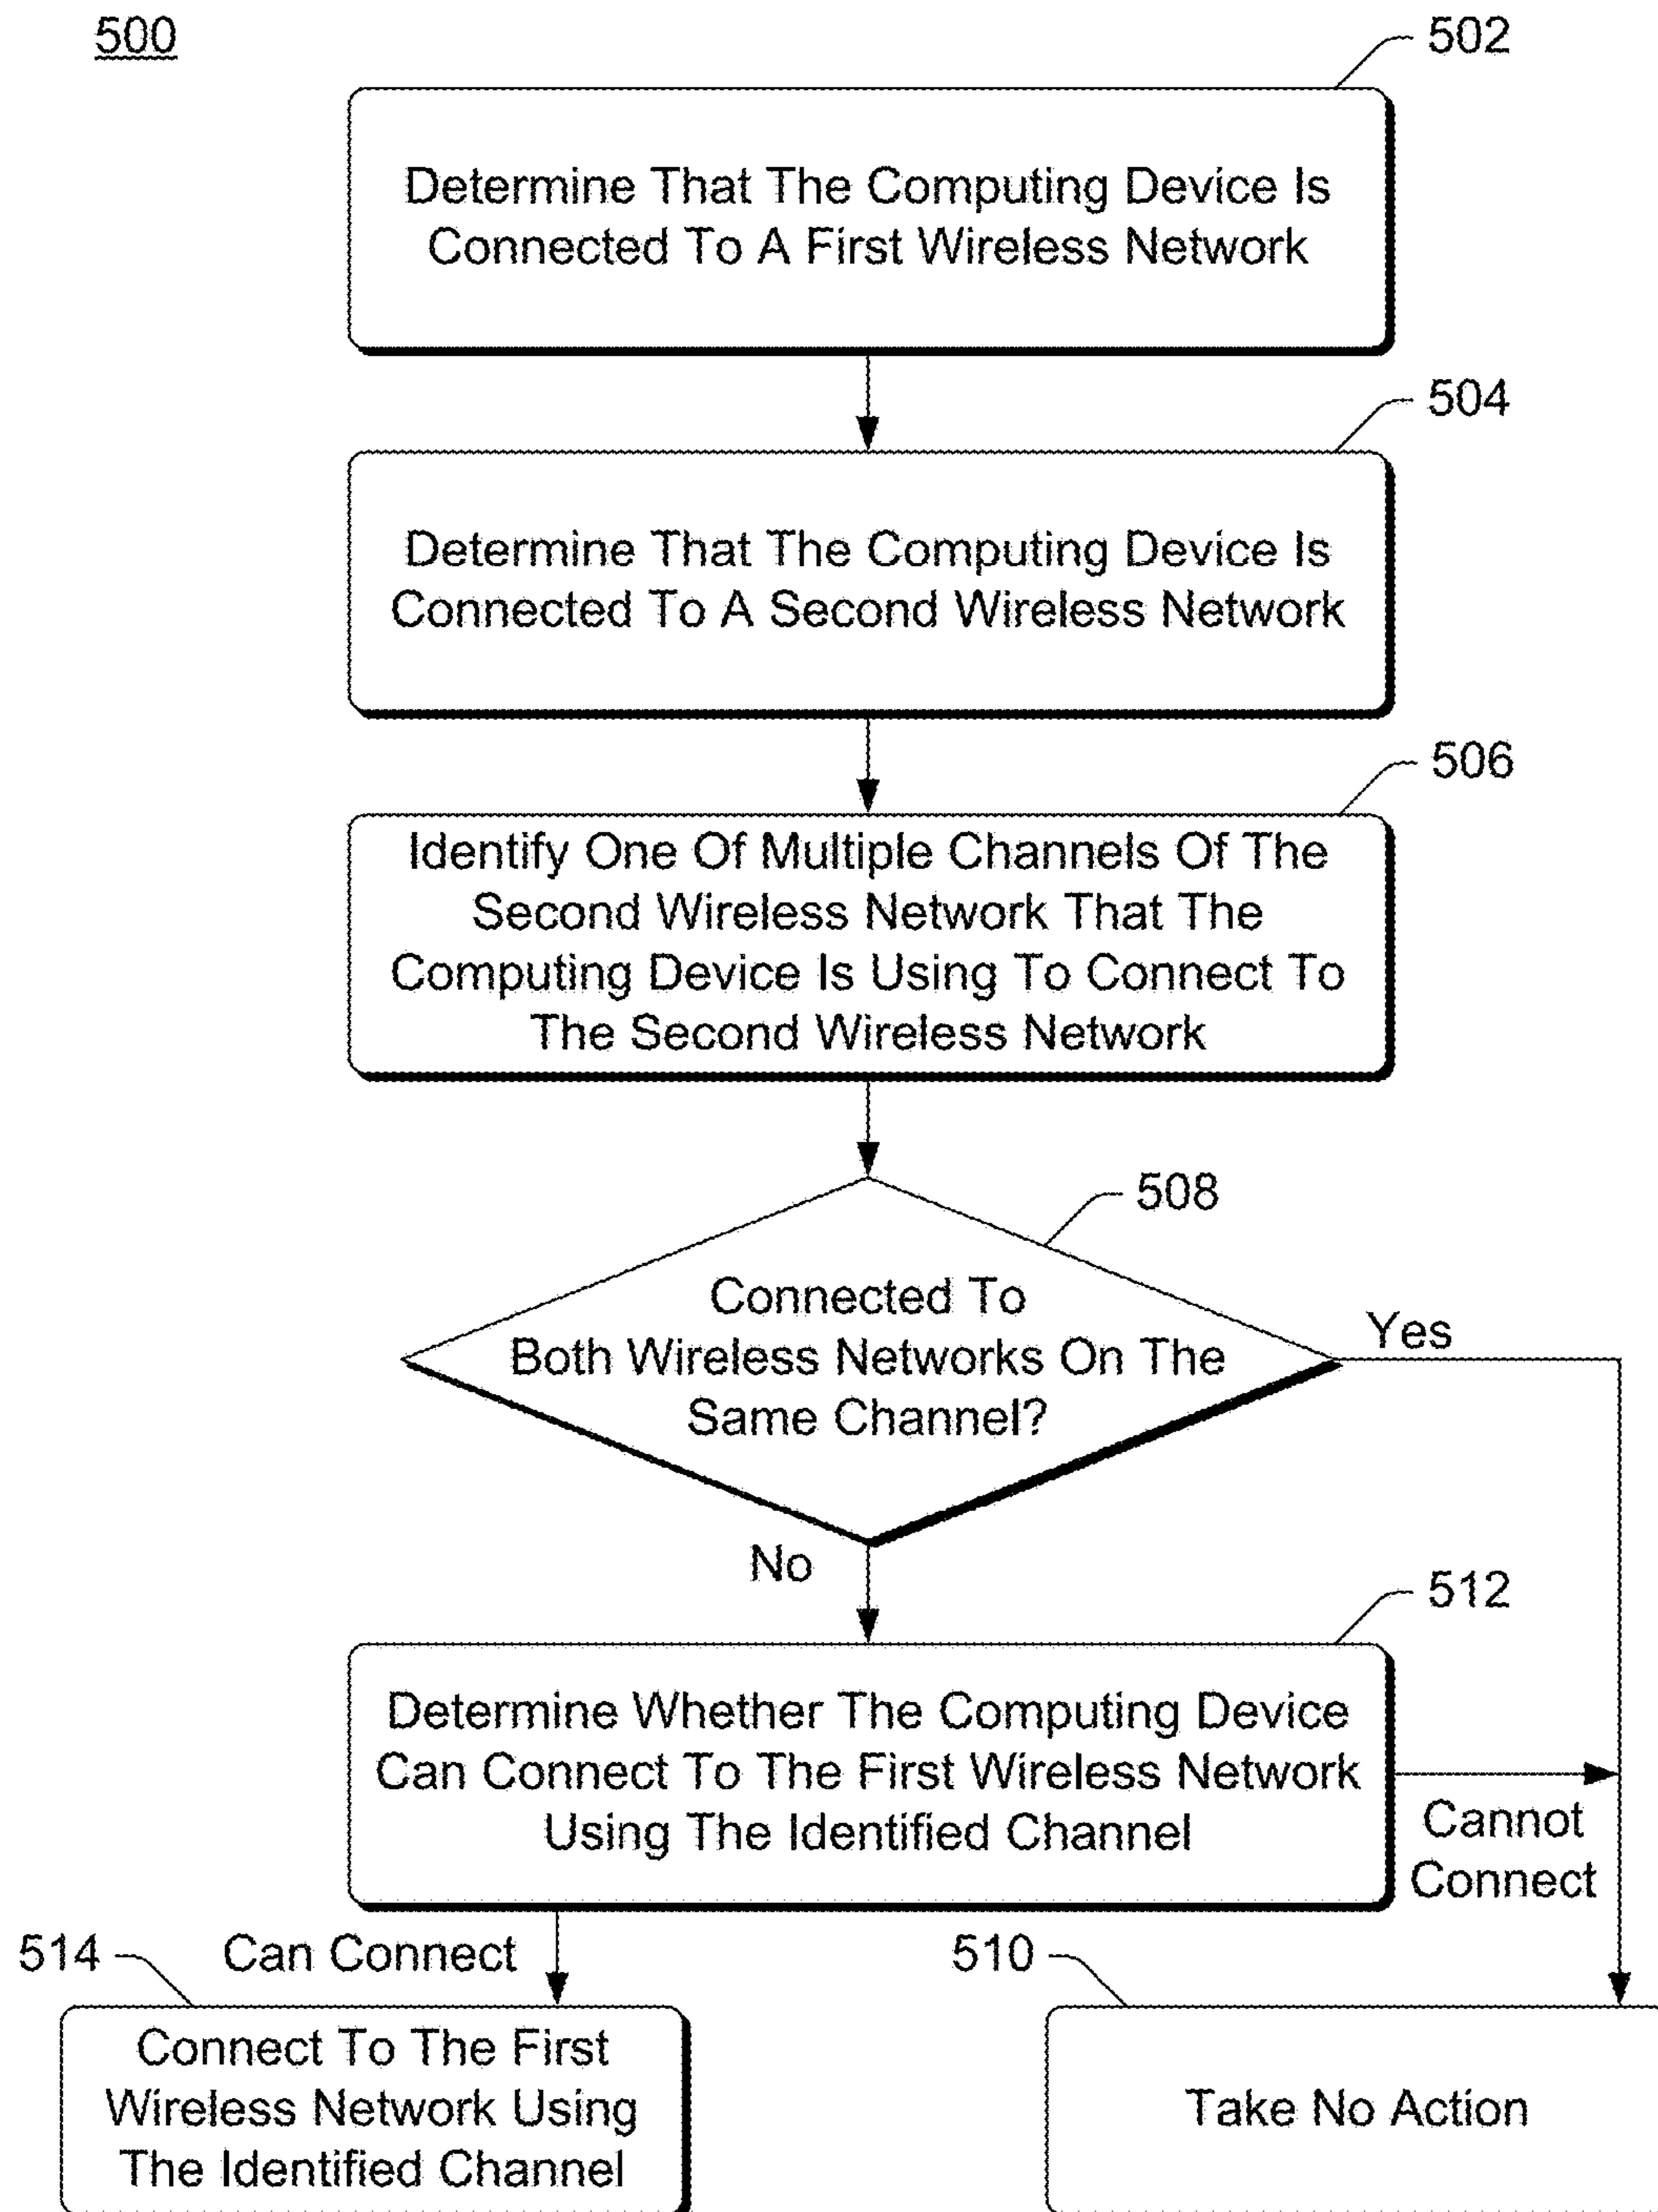 500
502
Determine That The Computing Device Is
Connected To A First Wireless Network
504
Determine That The Computing Device Is
Connected To A Second Wireless Network
506
Identify One Of Multiple Channels Of The
Second Wireless Network That The
Computing Device Is Using To Connect To
The Second Wireless Network
508
Connected To
Both Wireless Networks On The
Same Channel?
Yes
No
512
Determine Whether The Computing Device
Can Connect To The First Wireless Network
Using The Identified Channel
Cannot
Connect
514
Can Connect
510
Connect To The First
Wireless Network Using
The Identified Channel
Take No Action